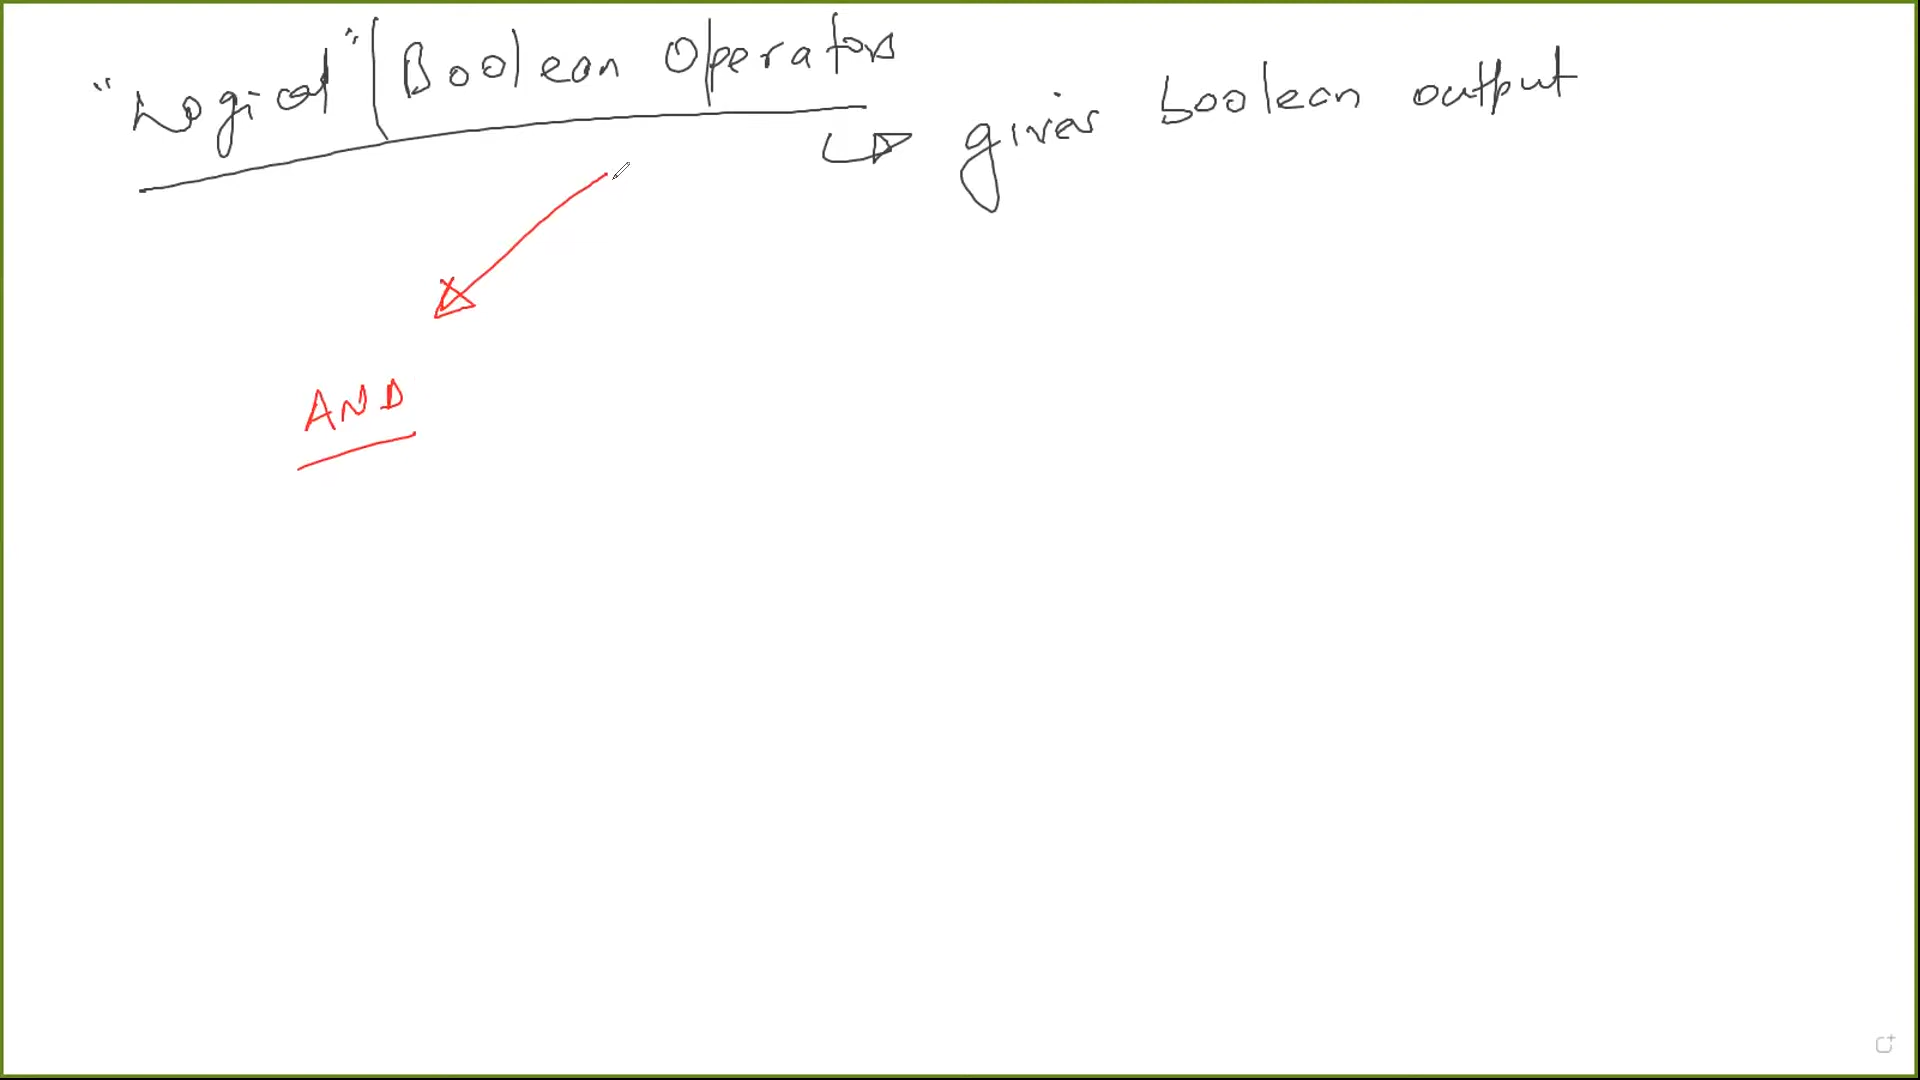 "Logical" | Boolean Operators
↳ gives boolean output
AND